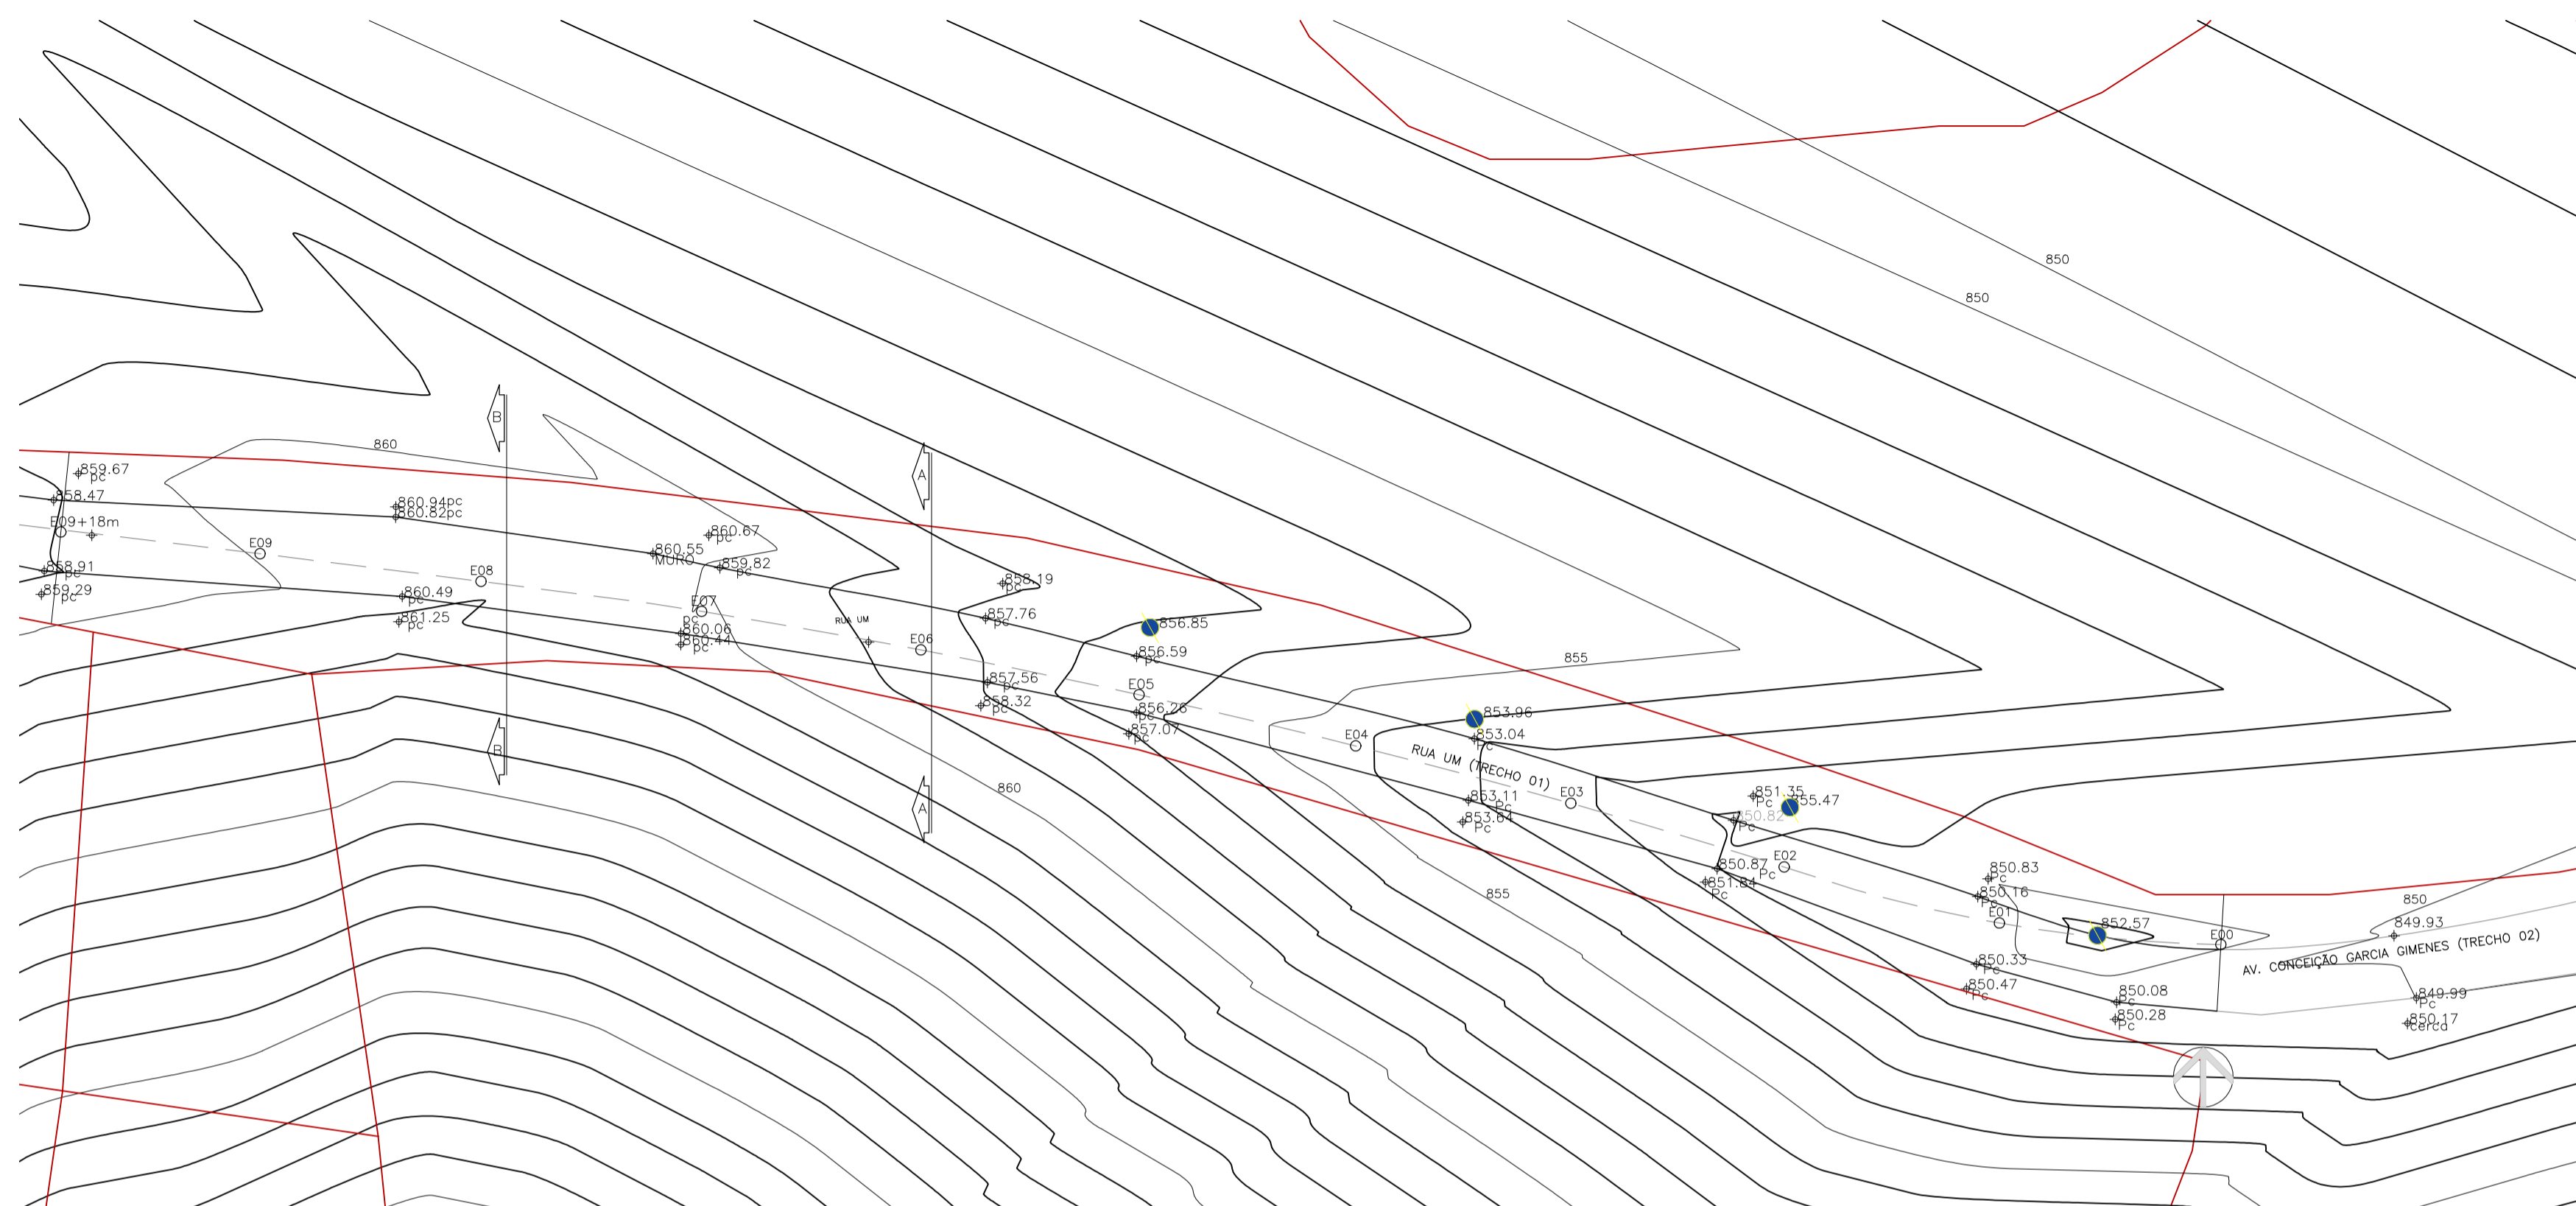 850
850
B
860
A
859.67
pc
858.47
E09+18m
860.94pc
860.82pc
E09
860.67
pc
860.55
MURO
859.82
pc
858.91
pc
E08
859.29
pc
860.49
pc
861.25
pc
858.19
pc
E07
pc
860.06
860.44
pc
RUA UM
857.76
pc
E06
856.85
856.59
pc
855
857.56
pc
E05
858.32
pc
856.26
pc
857.07
pc
853.96
853.04
Pc
E04
B
RUA UM (TRECHO 01)
860
A
853.11
Pc
E03
853.64
Pc
851.35
Pc
855.47
850.82
Pc
E02
850.87
Pc
851.84
Pc
855
850.83
Pc
850.16
Pc
E01
852.57
E00
850
849.93
AV. CONCEIÇÃO GARCIA GIMENES (TRECHO 02)
850.33
Pc
850.47
Pc
850.08
Pc
850.28
Pc
849.99
Pc
850.17
cerca